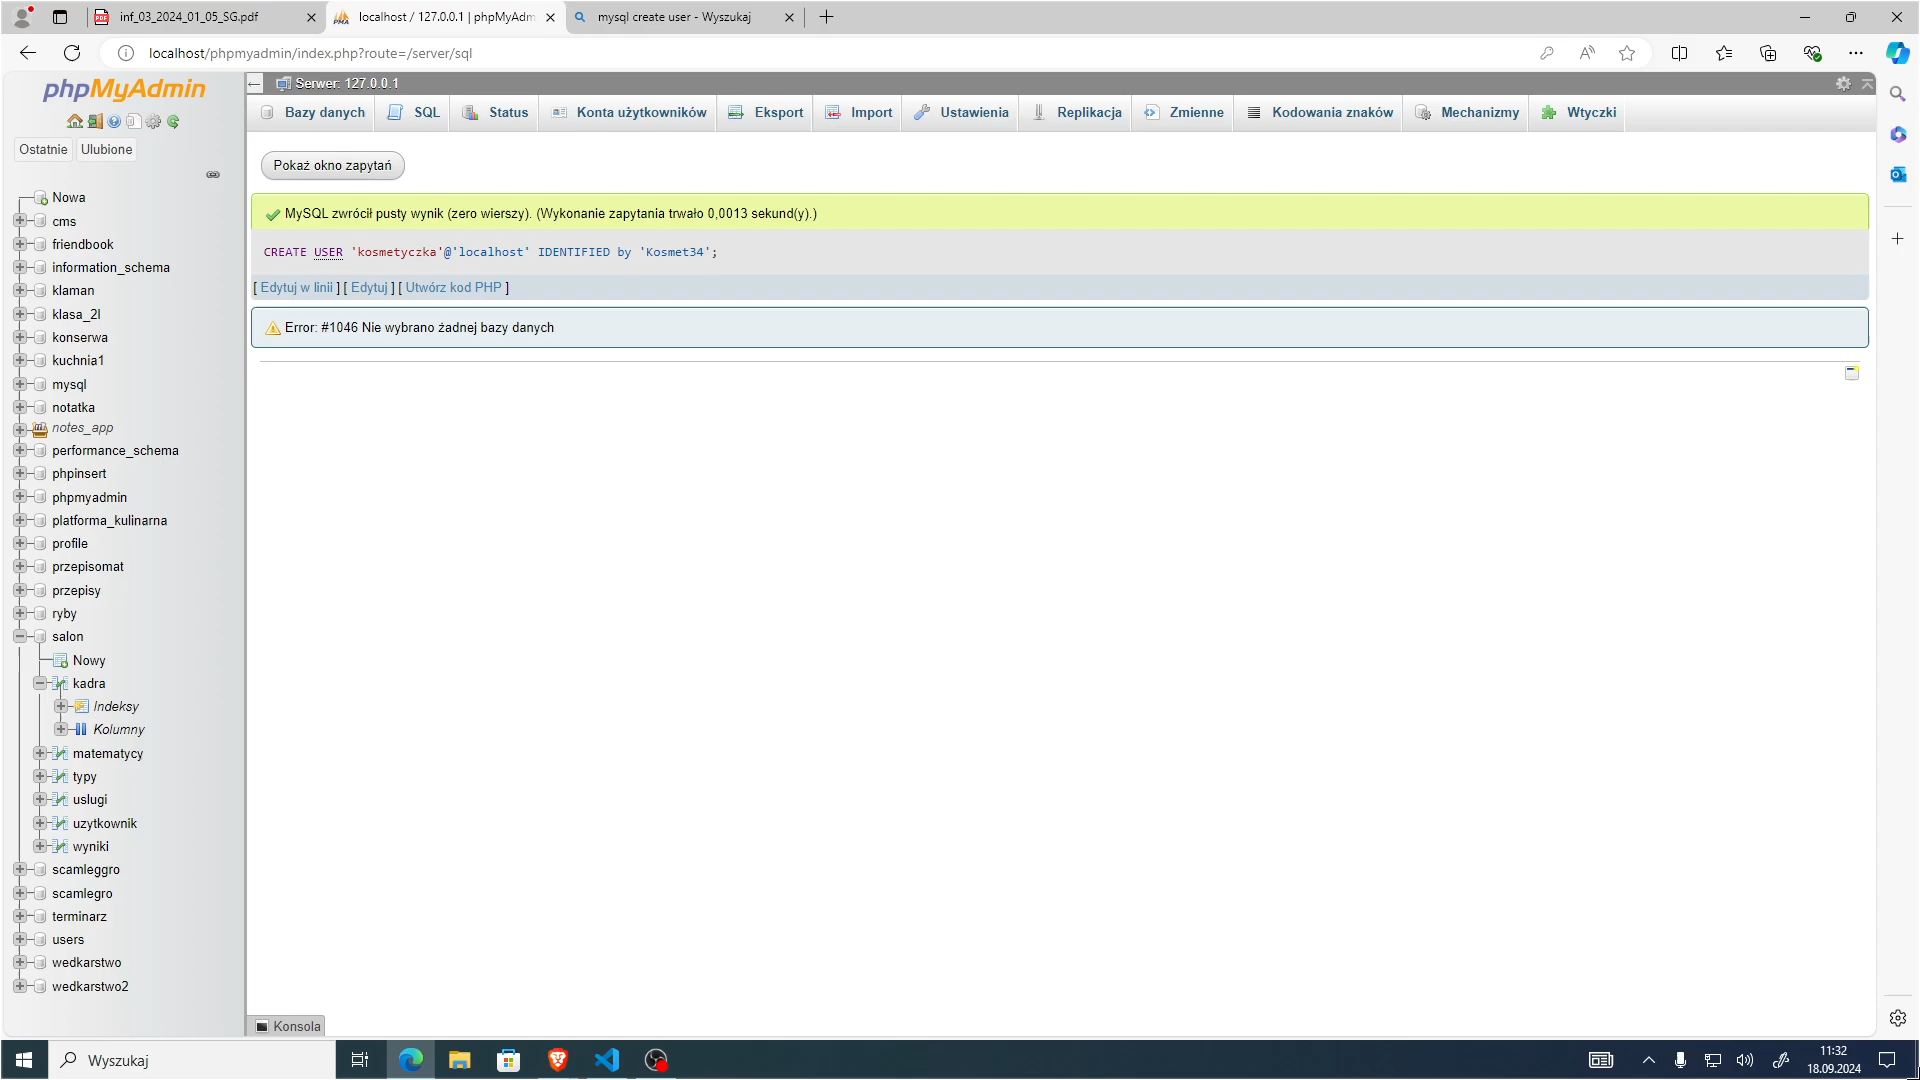 inf_03_2024_01_05_SG.pdf
localhost / 127.0.0.1 | phpMyAdm
mysql create user - Wyszukaj
localhost/phpmyadmin/index.php?route=/server/sql
phpMyAdmin
Ostatnie
Ulubione
Nowa
cms
friendbook
information_schema
klaman
klasa_2l
konserwa
kuchnia1
mysql
notatka
notes_app
performance_schema
phpinsert
phpmyadmin
platforma_kulinarna
profile
przepisomat
przepisy
ryby
salon
Nowy
kadra
Indeksy
Kolumny
matematycy
typy
uslugi
uzytkownik
wyniki
scamleggro
scamlegro
terminarz
users
wedkarstwo
wedkarstwo2
Serwer: 127.0.0.1
Bazy danych
SQL
Status
Konta użytkowników
Eksport
Import
Ustawienia
Replikacja
Zmienne
Kodowania znaków
Mechanizmy
Wtyczki
Pokaż okno zapytań
MySQL zwrócił pusty wynik (zero wierszy). (Wykonanie zapytania trwało 0,0013 sekund(y).)
CREATE USER 'kosmetyczka'@'localhost' IDENTIFIED by 'Kosmet34';
[ Edytuj w linii ] [ Edytuj ] [ Utwórz kod PHP ]
Error: #1046 Nie wybrano żadnej bazy danych
Konsola
Wyszukaj
11:32
18.09.2024